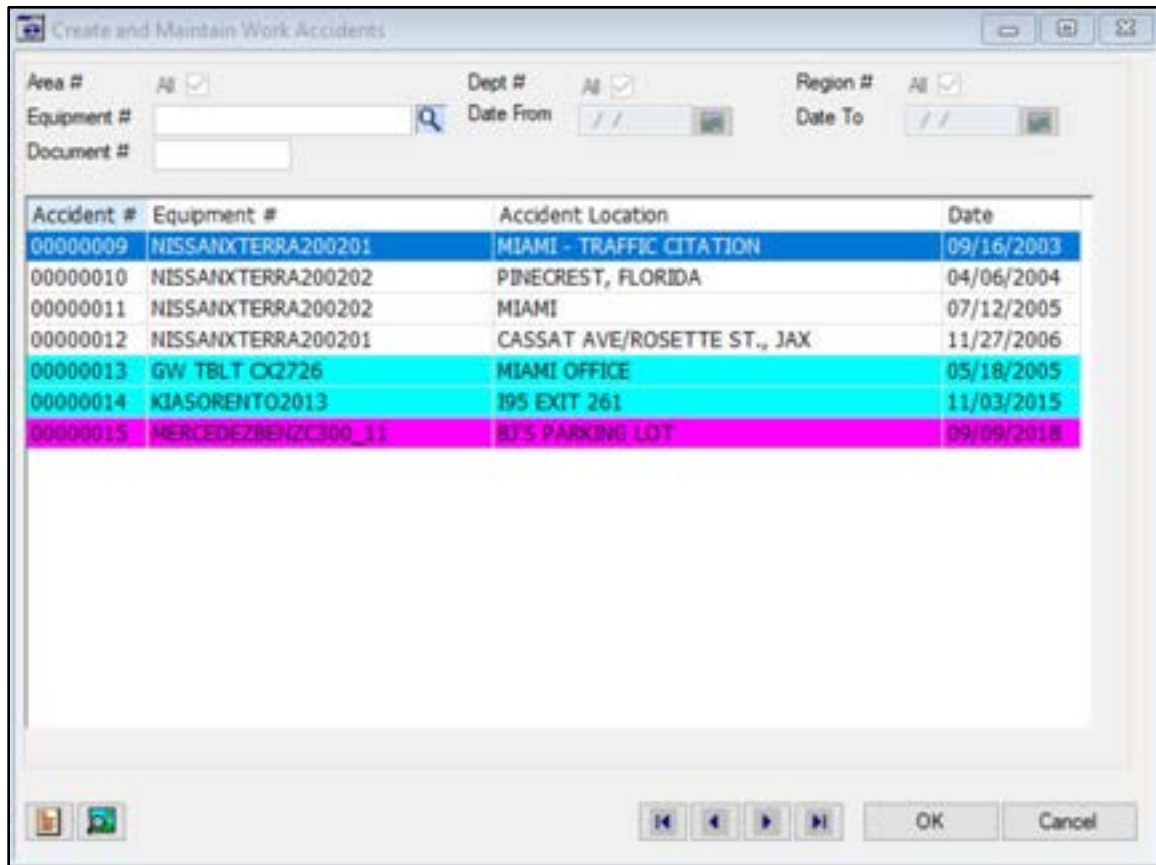 Create and Maintain Work Accidents
Area # All Dept # All Region # All
Equipment # Date From / / Date To / /
Document #
Accident # Equipment # Accident Location Date
00000009 NISSANXTERRA200201 MIAMI - TRAFFIC CITATION 09/16/2003
00000010 NISSANXTERRA200202 PINECREST, FLORIDA 04/06/2004
00000011 NISSANXTERRA200202 MIAMI 07/12/2005
00000012 NISSANXTERRA200201 CASSAT AVE/ROSETTE ST., JAX 11/27/2006
00000013 GW TBLT CX2726 MIAMI OFFICE 05/18/2005
00000014 KIASORENTO2013 I95 EXIT 261 11/03/2015
00000015 MERCEDEZBENZC300_11 BJ'S PARKING LOT 09/09/2018
OK Cancel